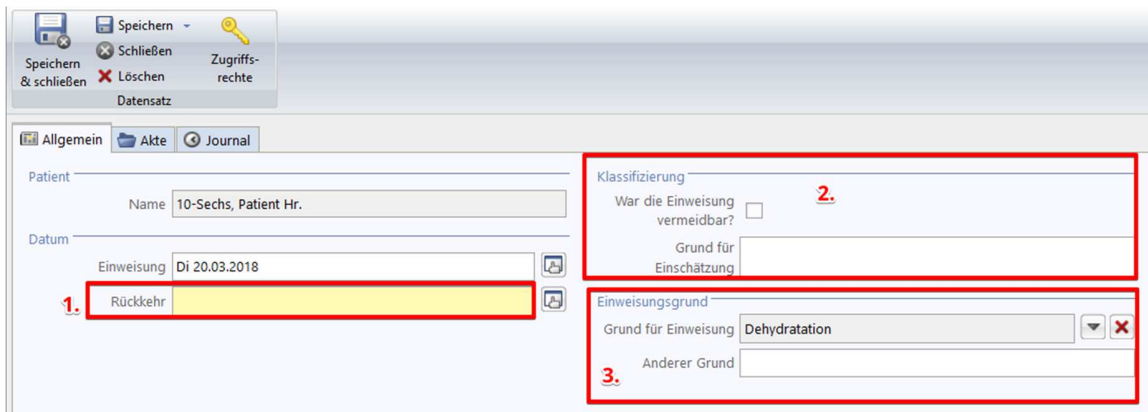 Speichern
& schließen
Speichern
Schließen
Löschen
Zugriffs-
rechte
Datensatz
Allgemein
Akte
Journal
Patient
Name 10-Sechs, Patient Hr.
Datum
Einweisung Di 20.03.2018
1. Rückkehr
Klassifizierung
War die Einweisung
vermeidbar?
2.
Grund für
Einschätzung
Einweisungsgrund
Grund für Einweisung Dehydratation
Anderer Grund
3.